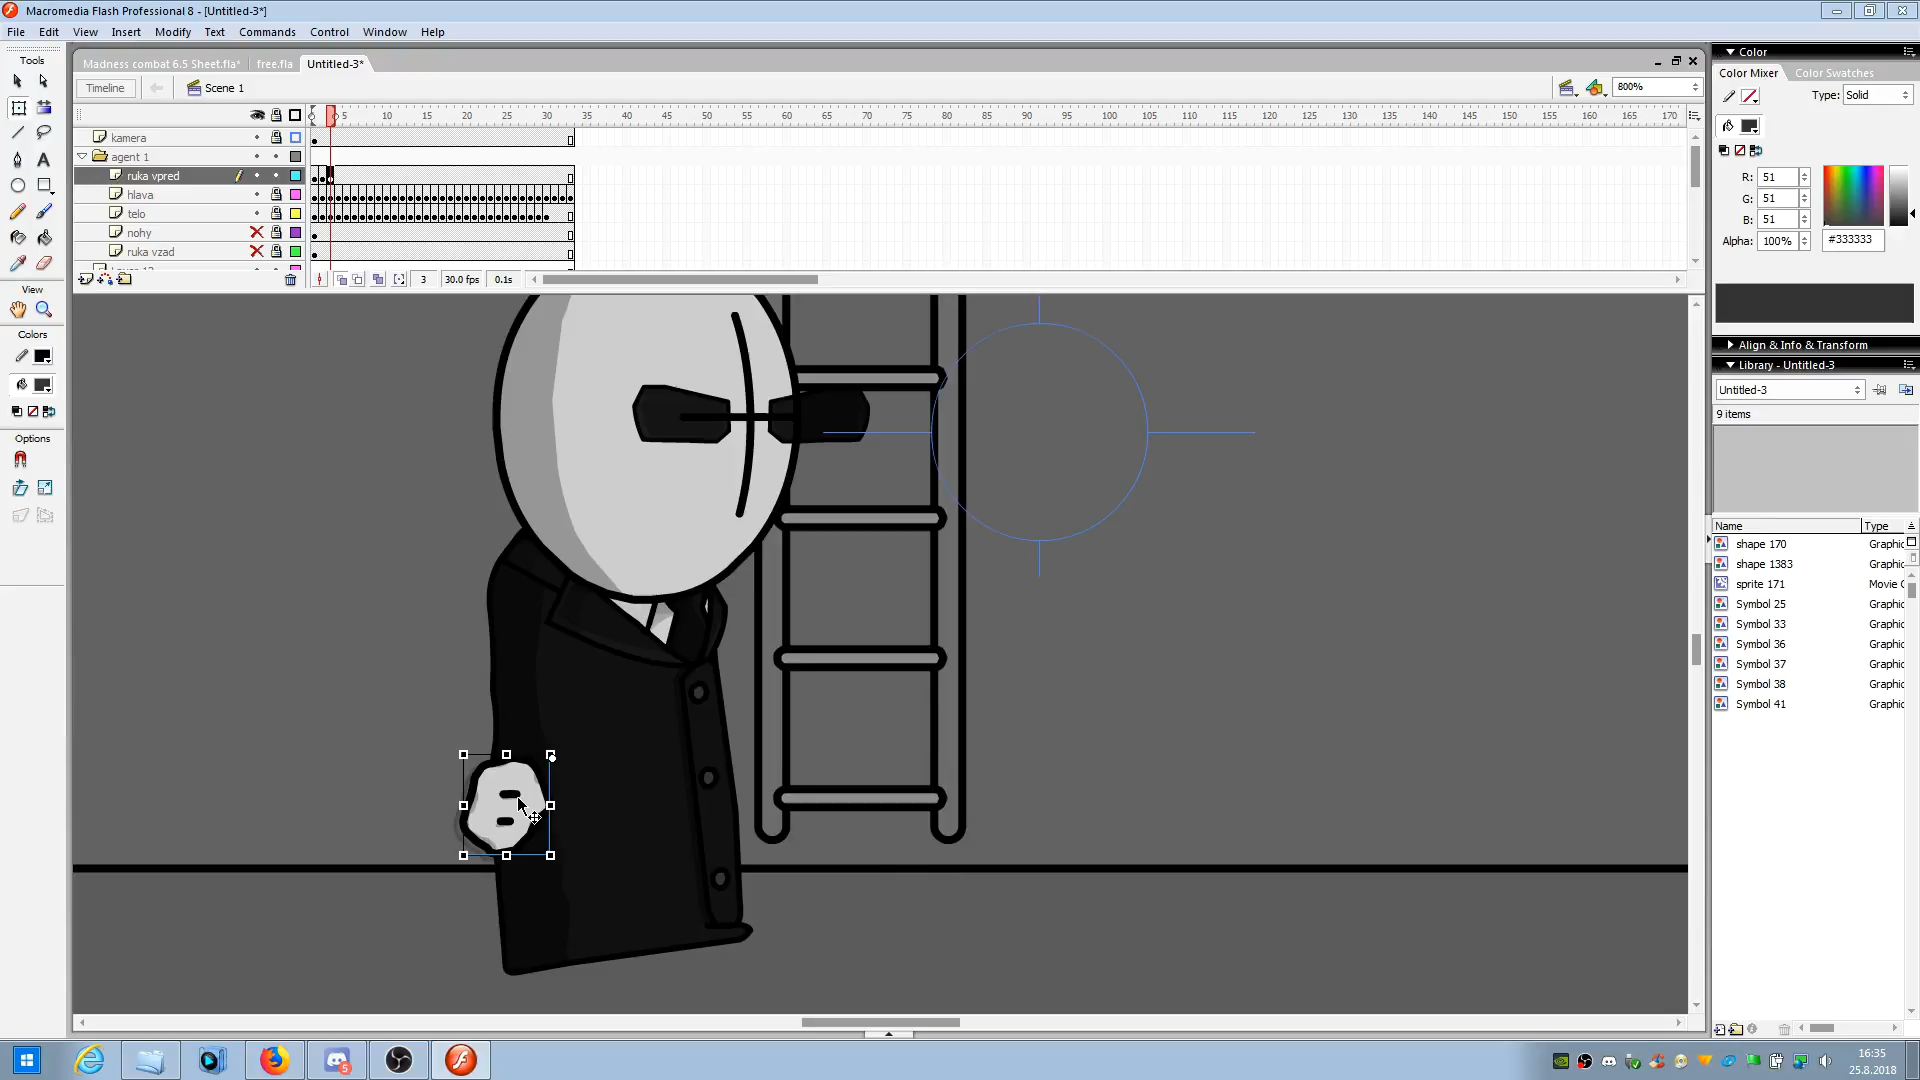 Macromedia Flash Professional 8 - [Untitled-3*]
File Edit View Insert Modify Text Commands Control Window Help
Tools
Madness combat 6.5 Sheet.fla* free.fla Untitled-3*
Timeline Scene 1 800%
5 10 15 20 25 30 35 40 45 50 55 60 65 70 75 80 85 90 95 100 105 110 115 120 125 130 135 140 145 150 155 160 165 170
kamera
agent 1
ruka vpred
hlava
telo
nohy
ruka vzad
3 30.0 fps 0.1s
View
Colors
Options
Color
Color Mixer Color Swatches
Type: Solid
R: 51
G: 51
B: 51
Alpha: 100% #333333
Align & Info & Transform
Library - Untitled-3
Untitled-3
9 items
Name Type
shape 170 Graphic
shape 1383 Graphic
sprite 171 Movie C
Symbol 25 Graphic
Symbol 33 Graphic
Symbol 36 Graphic
Symbol 37 Graphic
Symbol 38 Graphic
Symbol 41 Graphic
5
16:35
25.8.2018